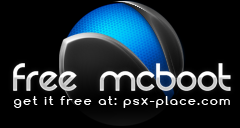 free mcboot
get it free at: psx-place.com